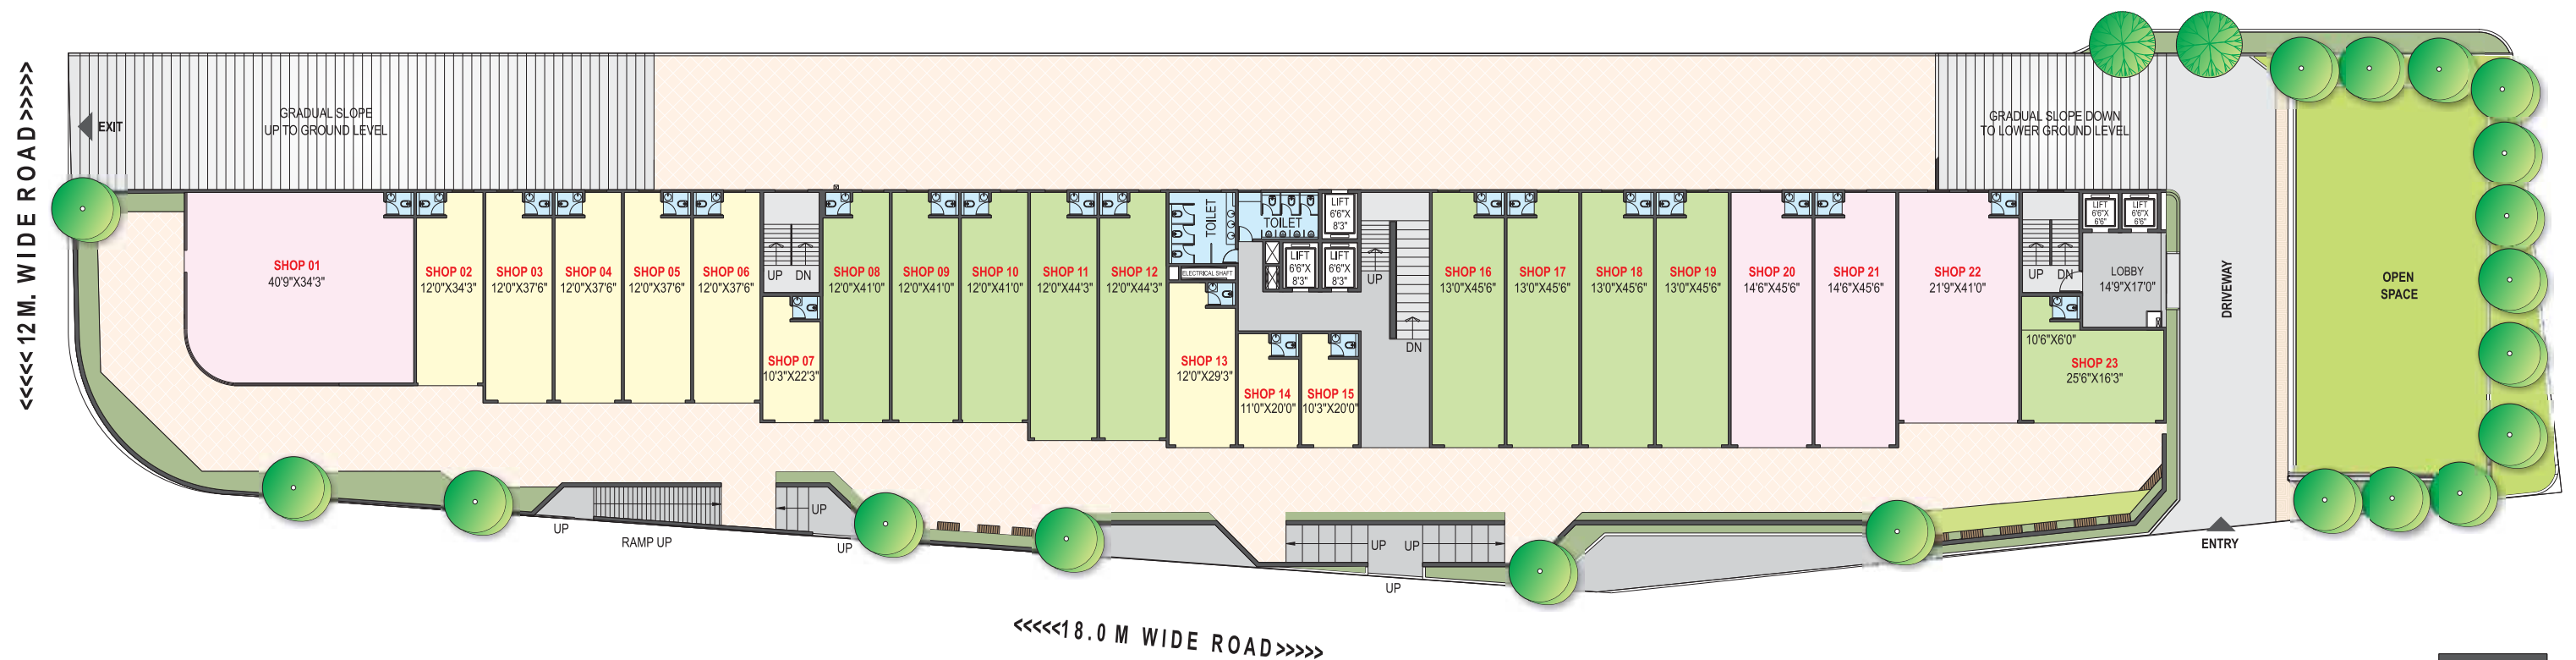 <<<<< 12 M. WIDE ROAD >>>>>
EXIT
GRADUAL SLOPE
UP TO GROUND LEVEL
GRADUAL SLOPE DOWN
TO LOWER GROUND LEVEL
SHOP 01
40'9"X34'3"
SHOP 02
12'0"X34'3"
SHOP 03
12'0"X37'6"
SHOP 04
12'0"X37'6"
SHOP 05
12'0"X37'6"
SHOP 06
12'0"X37'6"
UP DN
SHOP 07
10'3"X22'3"
SHOP 08
12'0"X41'0"
SHOP 09
12'0"X41'0"
SHOP 10
12'0"X41'0"
SHOP 11
12'0"X44'3"
SHOP 12
12'0"X44'3"
TOILET
ELECTRICAL SHAFT
TOILET
LIFT
6'6"X
8'3"
LIFT
6'6"X
8'3"
LIFT
6'6"X
8'3"
UP
DN
SHOP 13
12'0"X29'3"
SHOP 14
11'0"X20'0"
SHOP 15
10'3"X20'0"
SHOP 16
13'0"X45'6"
SHOP 17
13'0"X45'6"
SHOP 18
13'0"X45'6"
SHOP 19
13'0"X45'6"
SHOP 20
14'6"X45'6"
SHOP 21
14'6"X45'6"
SHOP 22
21'9"X41'0"
UP DN
LIFT
6'6"X
6'6"
LIFT
6'6"X
6'6"
LOBBY
14'9"X17'0"
10'6"X6'0"
SHOP 23
25'6"X16'3"
DRIVEWAY
OPEN
SPACE
UP
RAMP UP
UP
UP
UP UP
UP
ENTRY
<<<<<18.0 M WIDE ROAD>>>>>